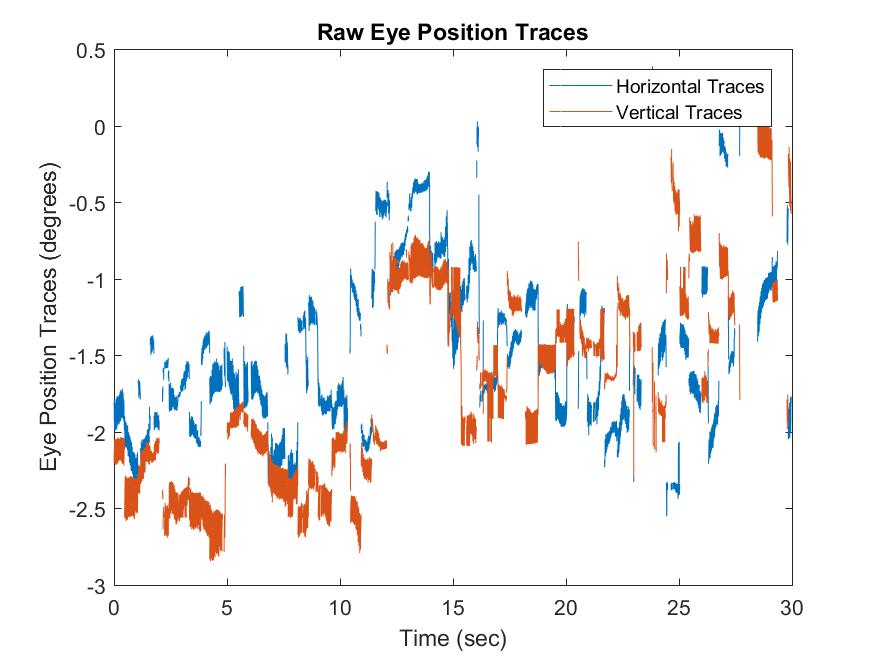 Raw Eye Position Traces
Horizontal Traces
Vertical Traces
Eye Position Traces (degrees)
0.5
0
-0.5
-1
-1.5
-2
-2.5
-3
0 5 10 15 20 25 30
Time (sec)